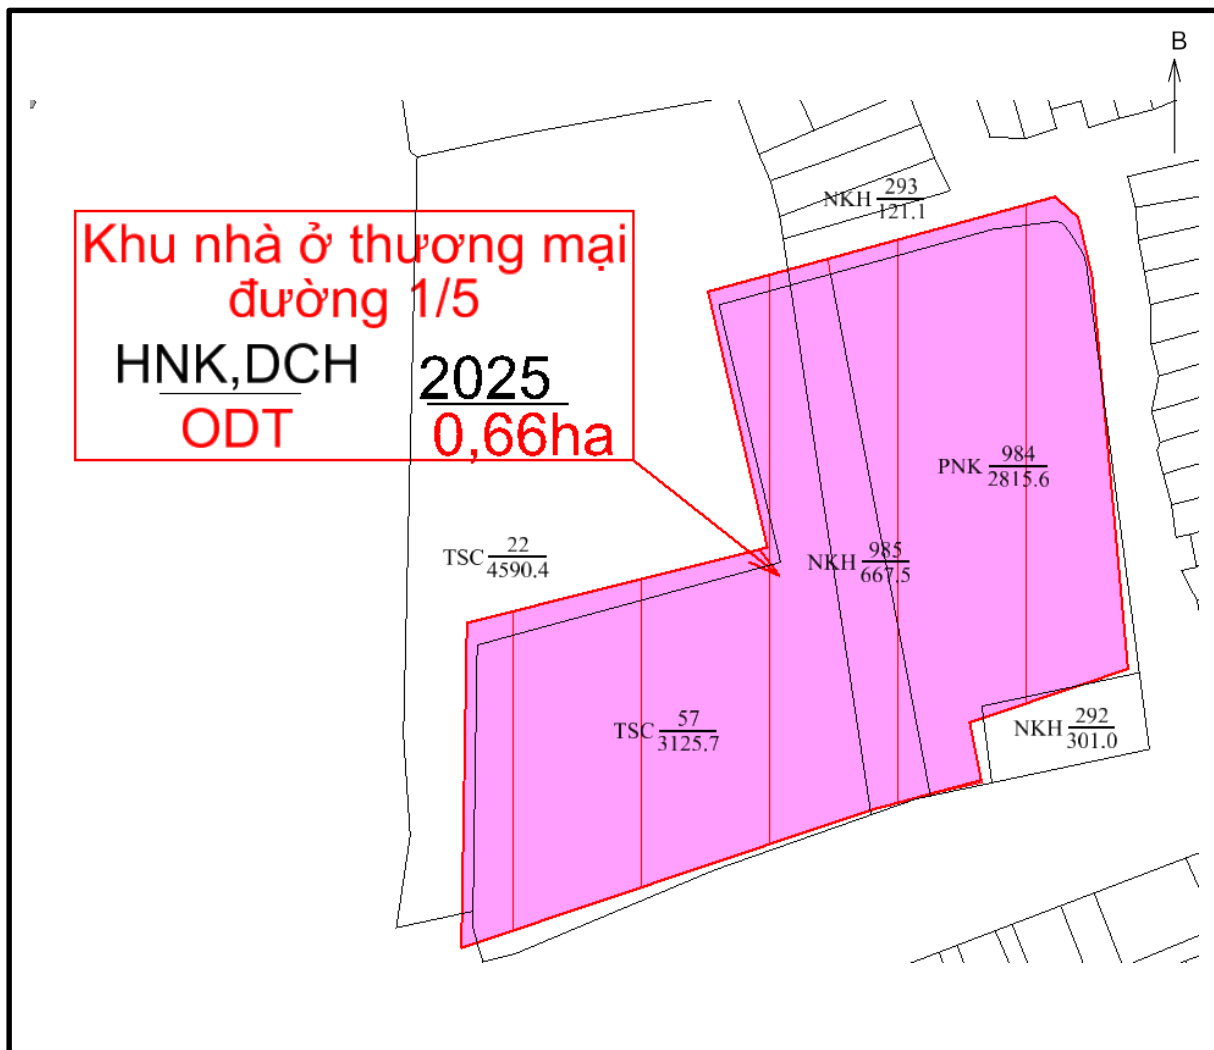 B
NKH 293
121.1
Khu nhà ở thương mại
đường 1/5
HNK,DCH 2025
ODT 0,66ha
PNK 984
2815.6
TSC 22
4590.4
NKH 985
667.5
TSC 57
3125.7
NKH 292
301.0